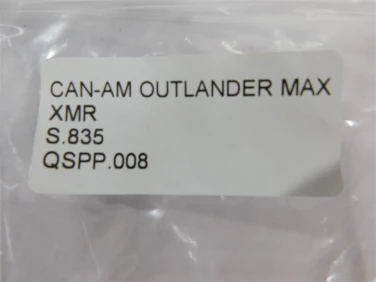 CAN-AM OUTLANDER MAX
XMR
S.835
QSPP.008